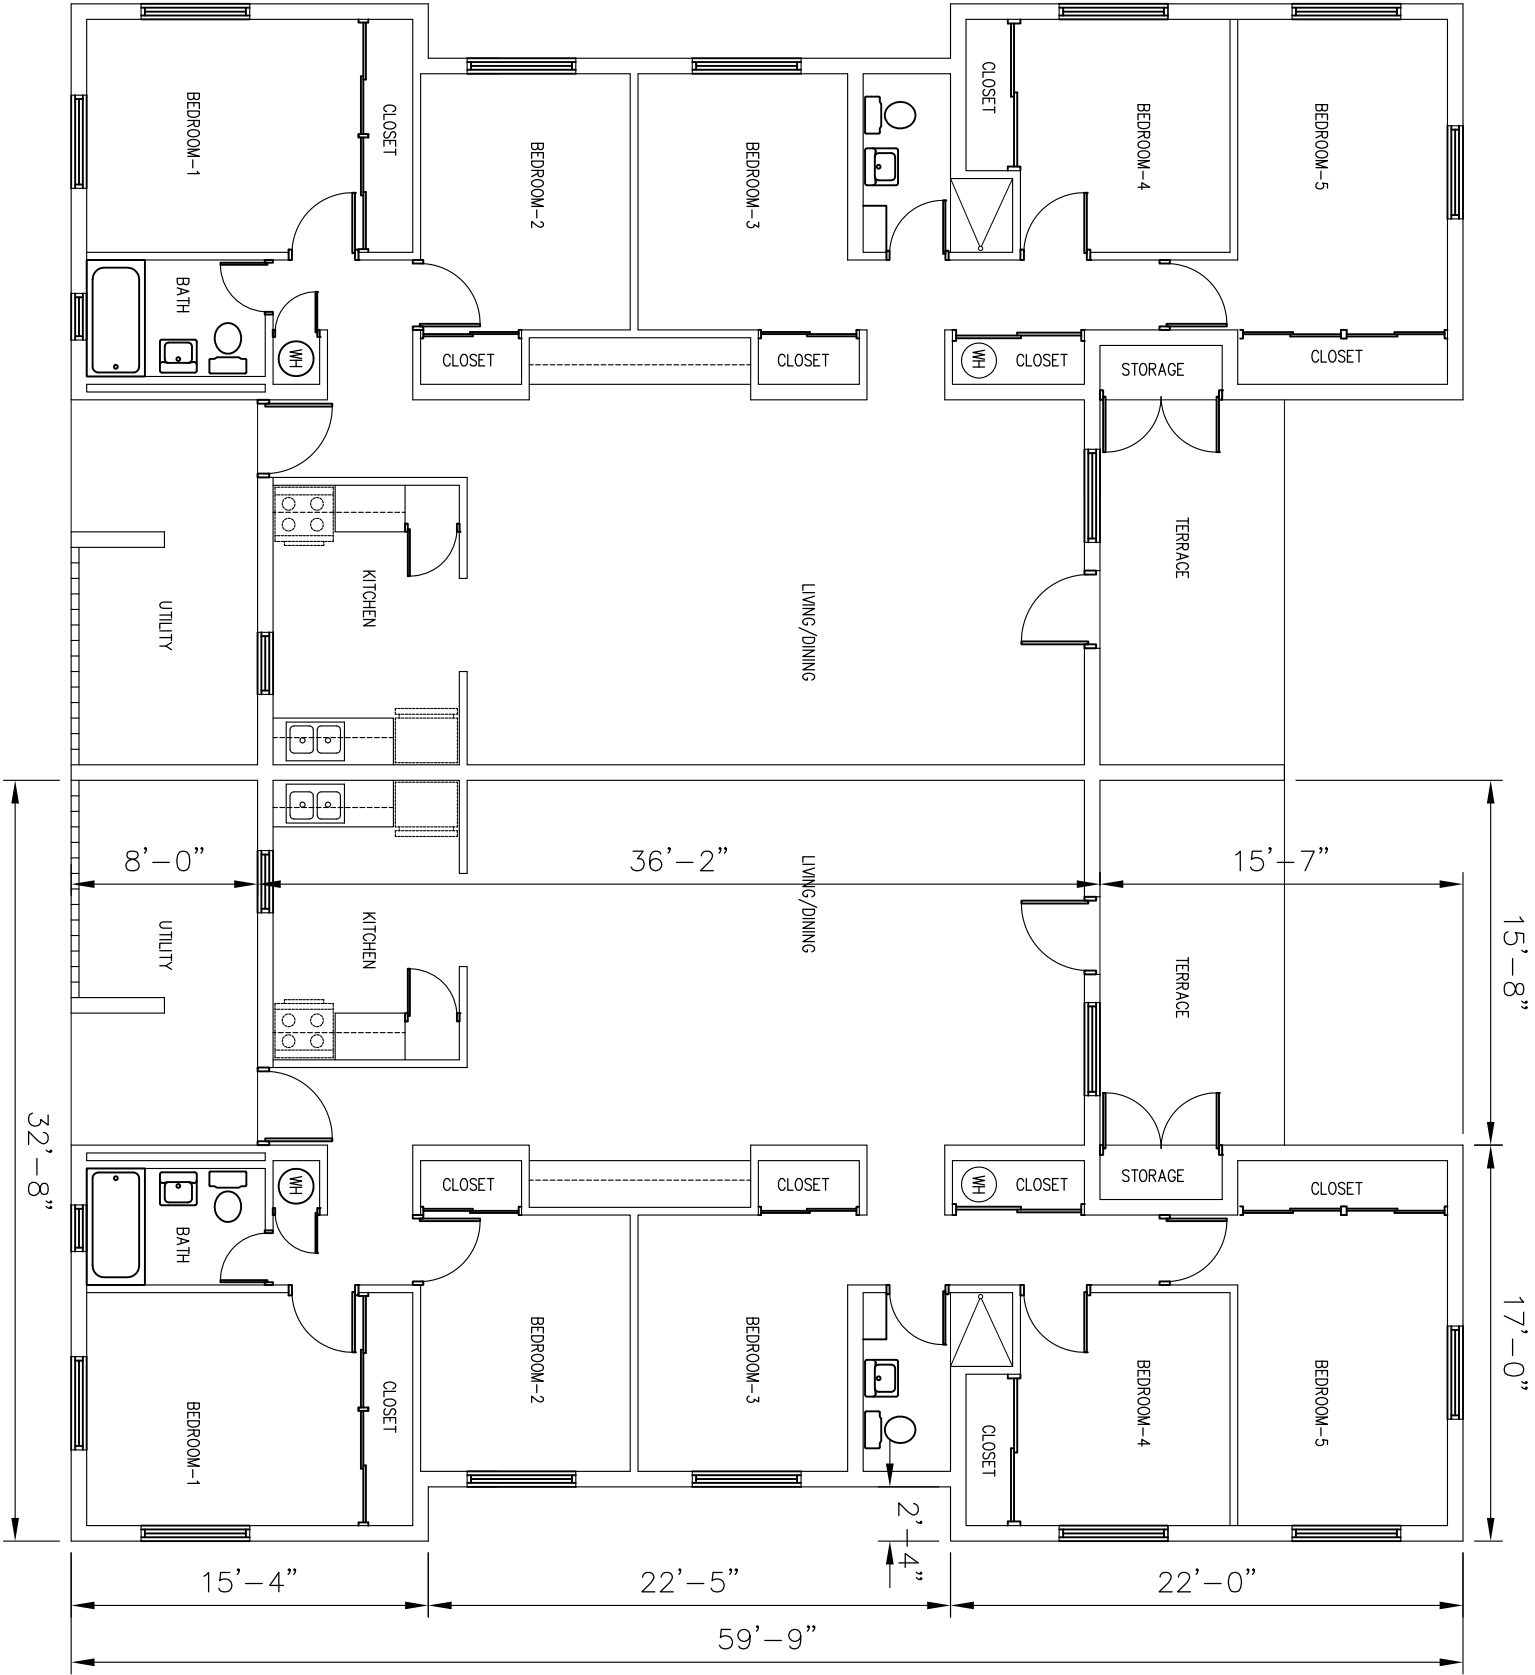 BEDROOM-1
CLOSET
BEDROOM-2
BEDROOM-3
CLOSET
BEDROOM-4
BEDROOM-5
BATH
WH
CLOSET
CLOSET
WH
CLOSET
STORAGE
CLOSET
UTILITY
KITCHEN
LIVING/DINING
TERRACE
8'-0"
36'-2"
15'-7"
15'-8"
UTILITY
KITCHEN
LIVING/DINING
TERRACE
32'-8"
WH
CLOSET
CLOSET
WH
CLOSET
STORAGE
CLOSET
BATH
17'-0"
BEDROOM-1
CLOSET
BEDROOM-2
BEDROOM-3
CLOSET
BEDROOM-4
BEDROOM-5
2'-4"
15'-4"
22'-5"
22'-0"
59'-9"